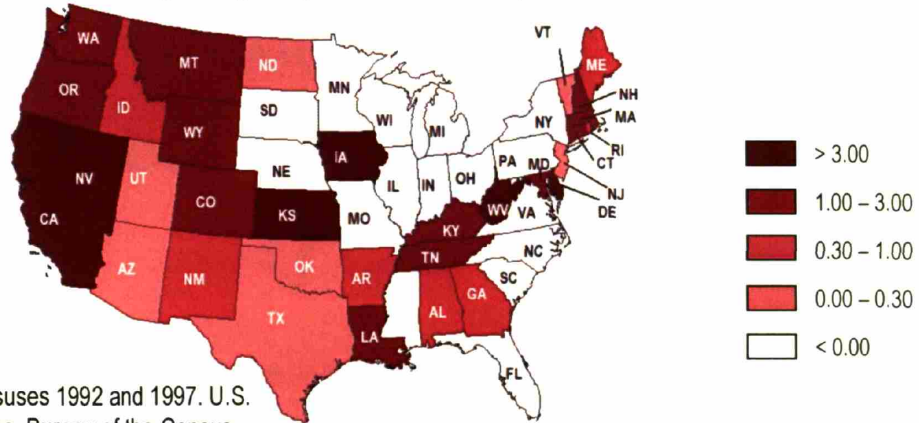 WA
MT
ND
OR
ID
SD
MN
WY
WI
MI
NV
UT
CO
NE
IA
CA
KS
MO
IL
IN
OH
PA
NY
VT
ME
NH
MA
RI
CT
NJ
DE
MD
WV
VA
KY
TN
NC
SC
AZ
NM
OK
AR
TX
LA
AL
GA
FL
> 3.00
1.00 – 3.00
0.30 – 1.00
0.00 – 0.30
< 0.00
suses 1992 and 1997. U.S.
Bureau of the Census